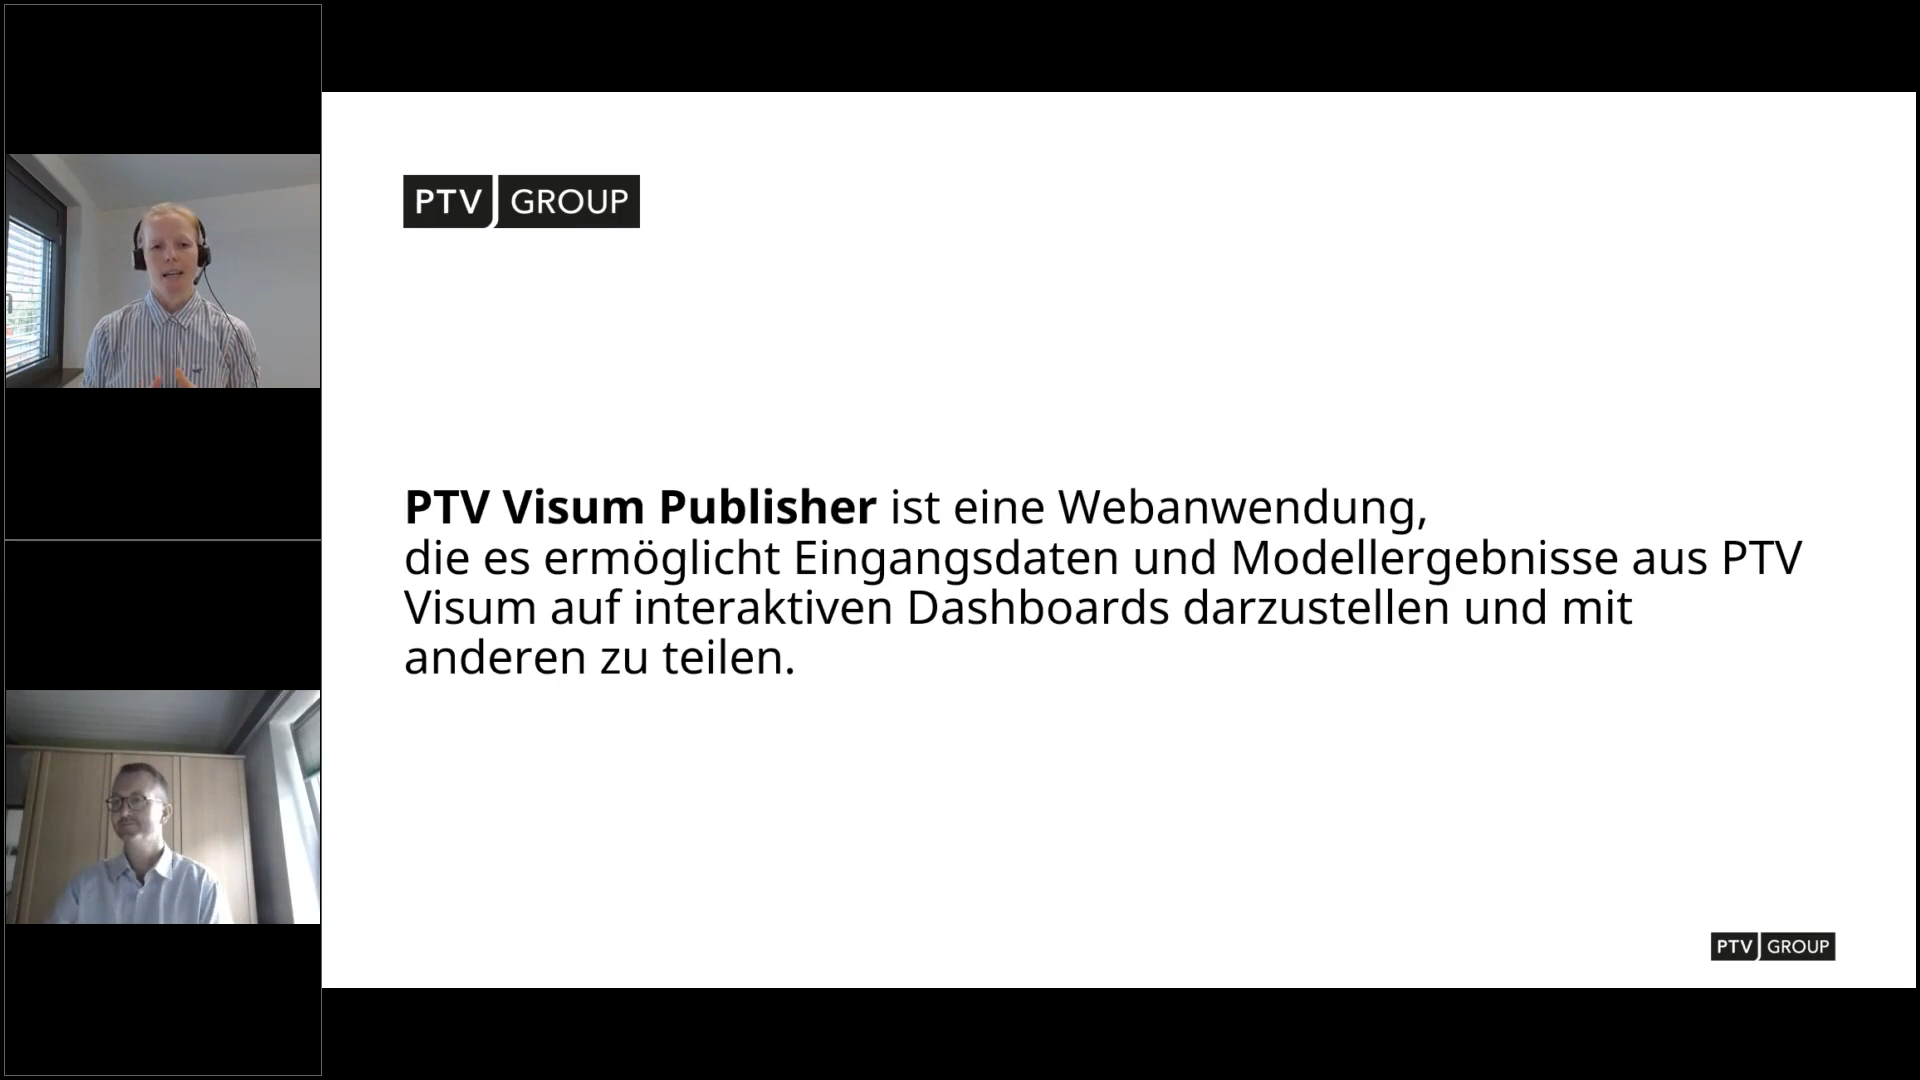 PTV GROUP
PTV Visum Publisher ist eine Webanwendung,
die es ermöglicht Eingangsdaten und Modellergebnisse aus PTV
Visum auf interaktiven Dashboards darzustellen und mit
anderen zu teilen.
PTV GROUP